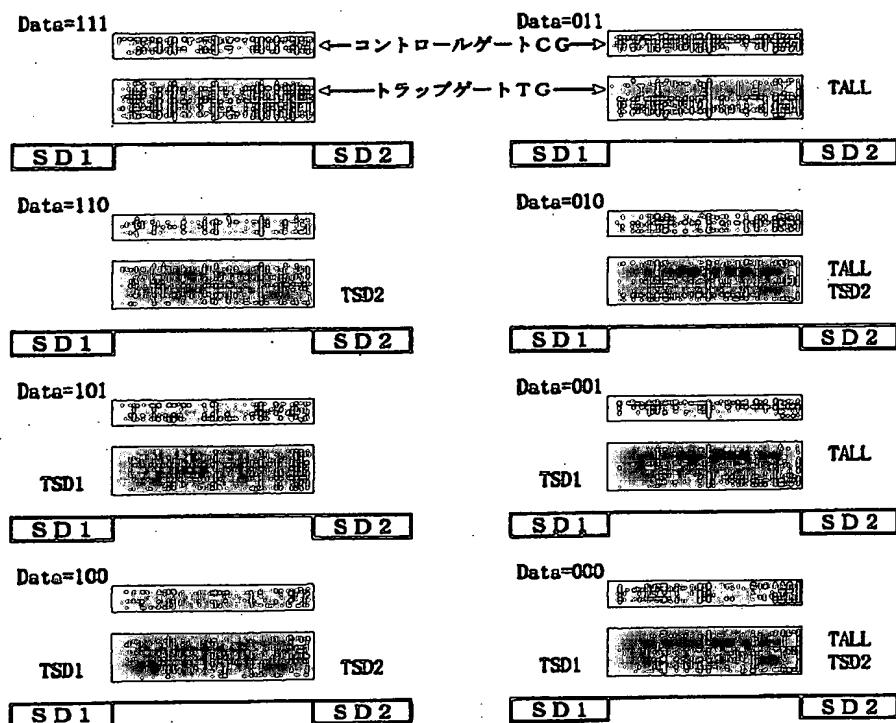 Data=111
Data=011
コントロールゲートCG
トラップゲートTG
TALL
SD1 SD2
SD1 SD2
Data=110
Data=010
TSD2
TALL
TSD2
SD1 SD2
SD1 SD2
Data=101
Data=001
TSD1
TSD1
TALL
SD1 SD2
SD1 SD2
Data=100
Data=000
TSD1
TSD2
TSD1
TALL
TSD2
SD1 SD2
SD1 SD2